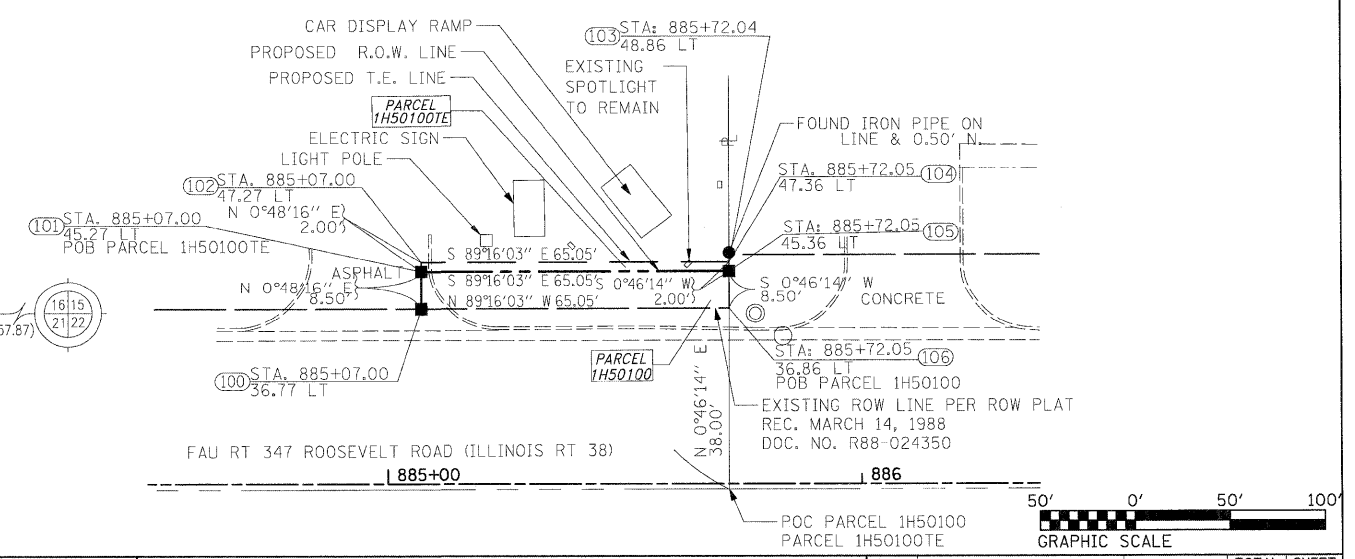 CAR DISPLAY RAMP
PROPOSED R.O.W. LINE
PROPOSED T.E. LINE
PARCEL
1H50100TE
ELECTRIC SIGN
LIGHT POLE
103 STA: 885+72.04
48.86 LT
EXISTING
SPOTLIGHT
TO REMAIN
PL
FOUND IRON PIPE ON
LINE & 0.50' N.
STA. 885+72.05 104
47.36 LT
102 STA. 885+07.00
47.27 LT
N 0°48'16" E
2.00'
101 STA. 885+07.00
45.27 LT
POB PARCEL 1H50100TE
STA. 885+72.05 105
45.36 LT
S 89°16'03" E 65.05'
ASPHALT
S 89°16'03" E 65.05'
S 0°46'14" W
2.00'
N 0°48'16" E
8.50'
N 89°16'03" W 65.05'
S 0°46'14" W
8.50'
CONCRETE
16 15
21 22
57.87)
100 STA. 885+07.00
36.77 LT
PARCEL
1H50100
N 0°46'14" E
38.00'
STA: 885+72.05 106
36.86 LT
POB PARCEL 1H50100
EXISTING ROW LINE PER ROW PLAT
REC. MARCH 14, 1988
DOC. NO. R88-024350
FAU RT 347 ROOSEVELT ROAD (ILLINOIS RT 38)
885+00
886
POC PARCEL 1H50100
PARCEL 1H50100TE
50' 0' 50' 100'
GRAPHIC SCALE